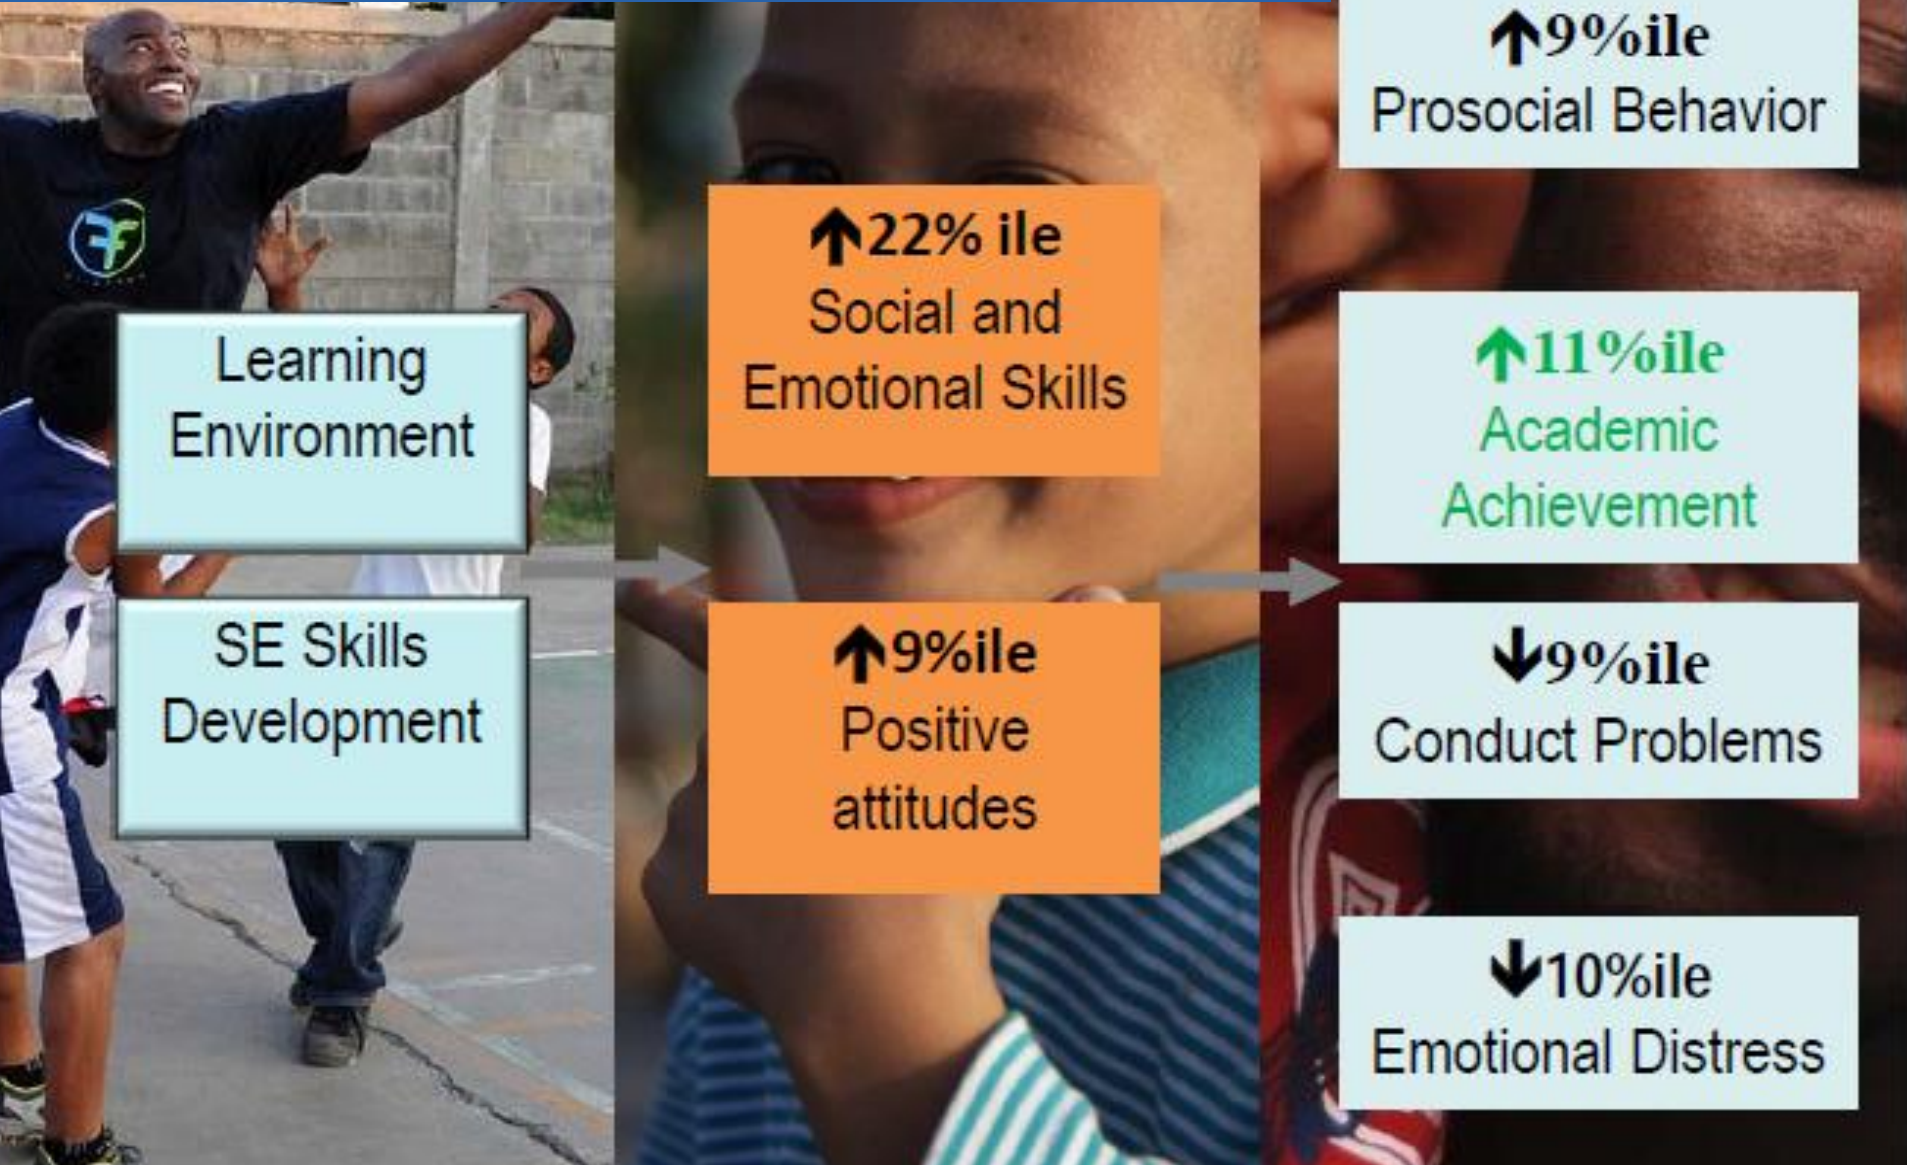 Learning
Environment
SE Skills
Development
↑22% ile
Social and
Emotional Skills
↑9%ile
Positive
attitudes
↑9%ile
Prosocial Behavior
↑11%ile
Academic
Achievement
↓9%ile
Conduct Problems
↓10%ile
Emotional Distress